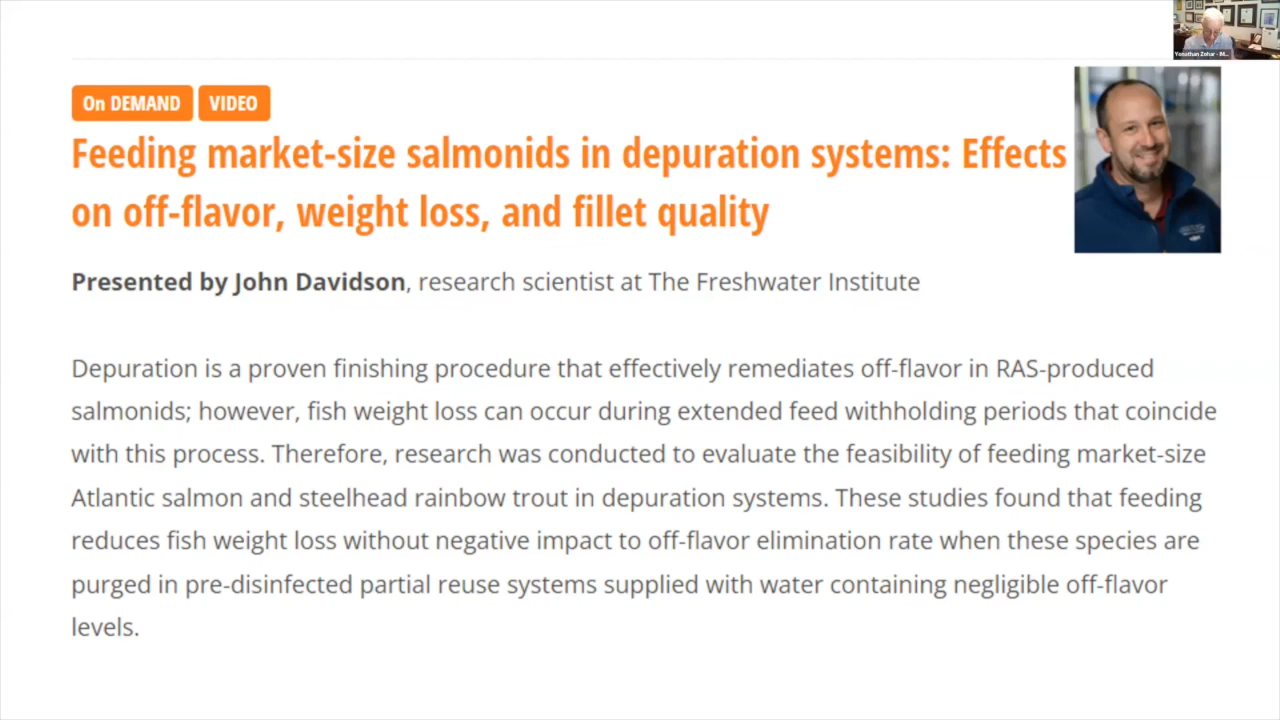 Yonathan Zohar - M...
On DEMAND VIDEO
Feeding market-size salmonids in depuration systems: Effects
on off-flavor, weight loss, and fillet quality
Presented by John Davidson, research scientist at The Freshwater Institute
Depuration is a proven finishing procedure that effectively remediates off-flavor in RAS-produced
salmonids; however, fish weight loss can occur during extended feed withholding periods that coincide
with this process. Therefore, research was conducted to evaluate the feasibility of feeding market-size
Atlantic salmon and steelhead rainbow trout in depuration systems. These studies found that feeding
reduces fish weight loss without negative impact to off-flavor elimination rate when these species are
purged in pre-disinfected partial reuse systems supplied with water containing negligible off-flavor
levels.